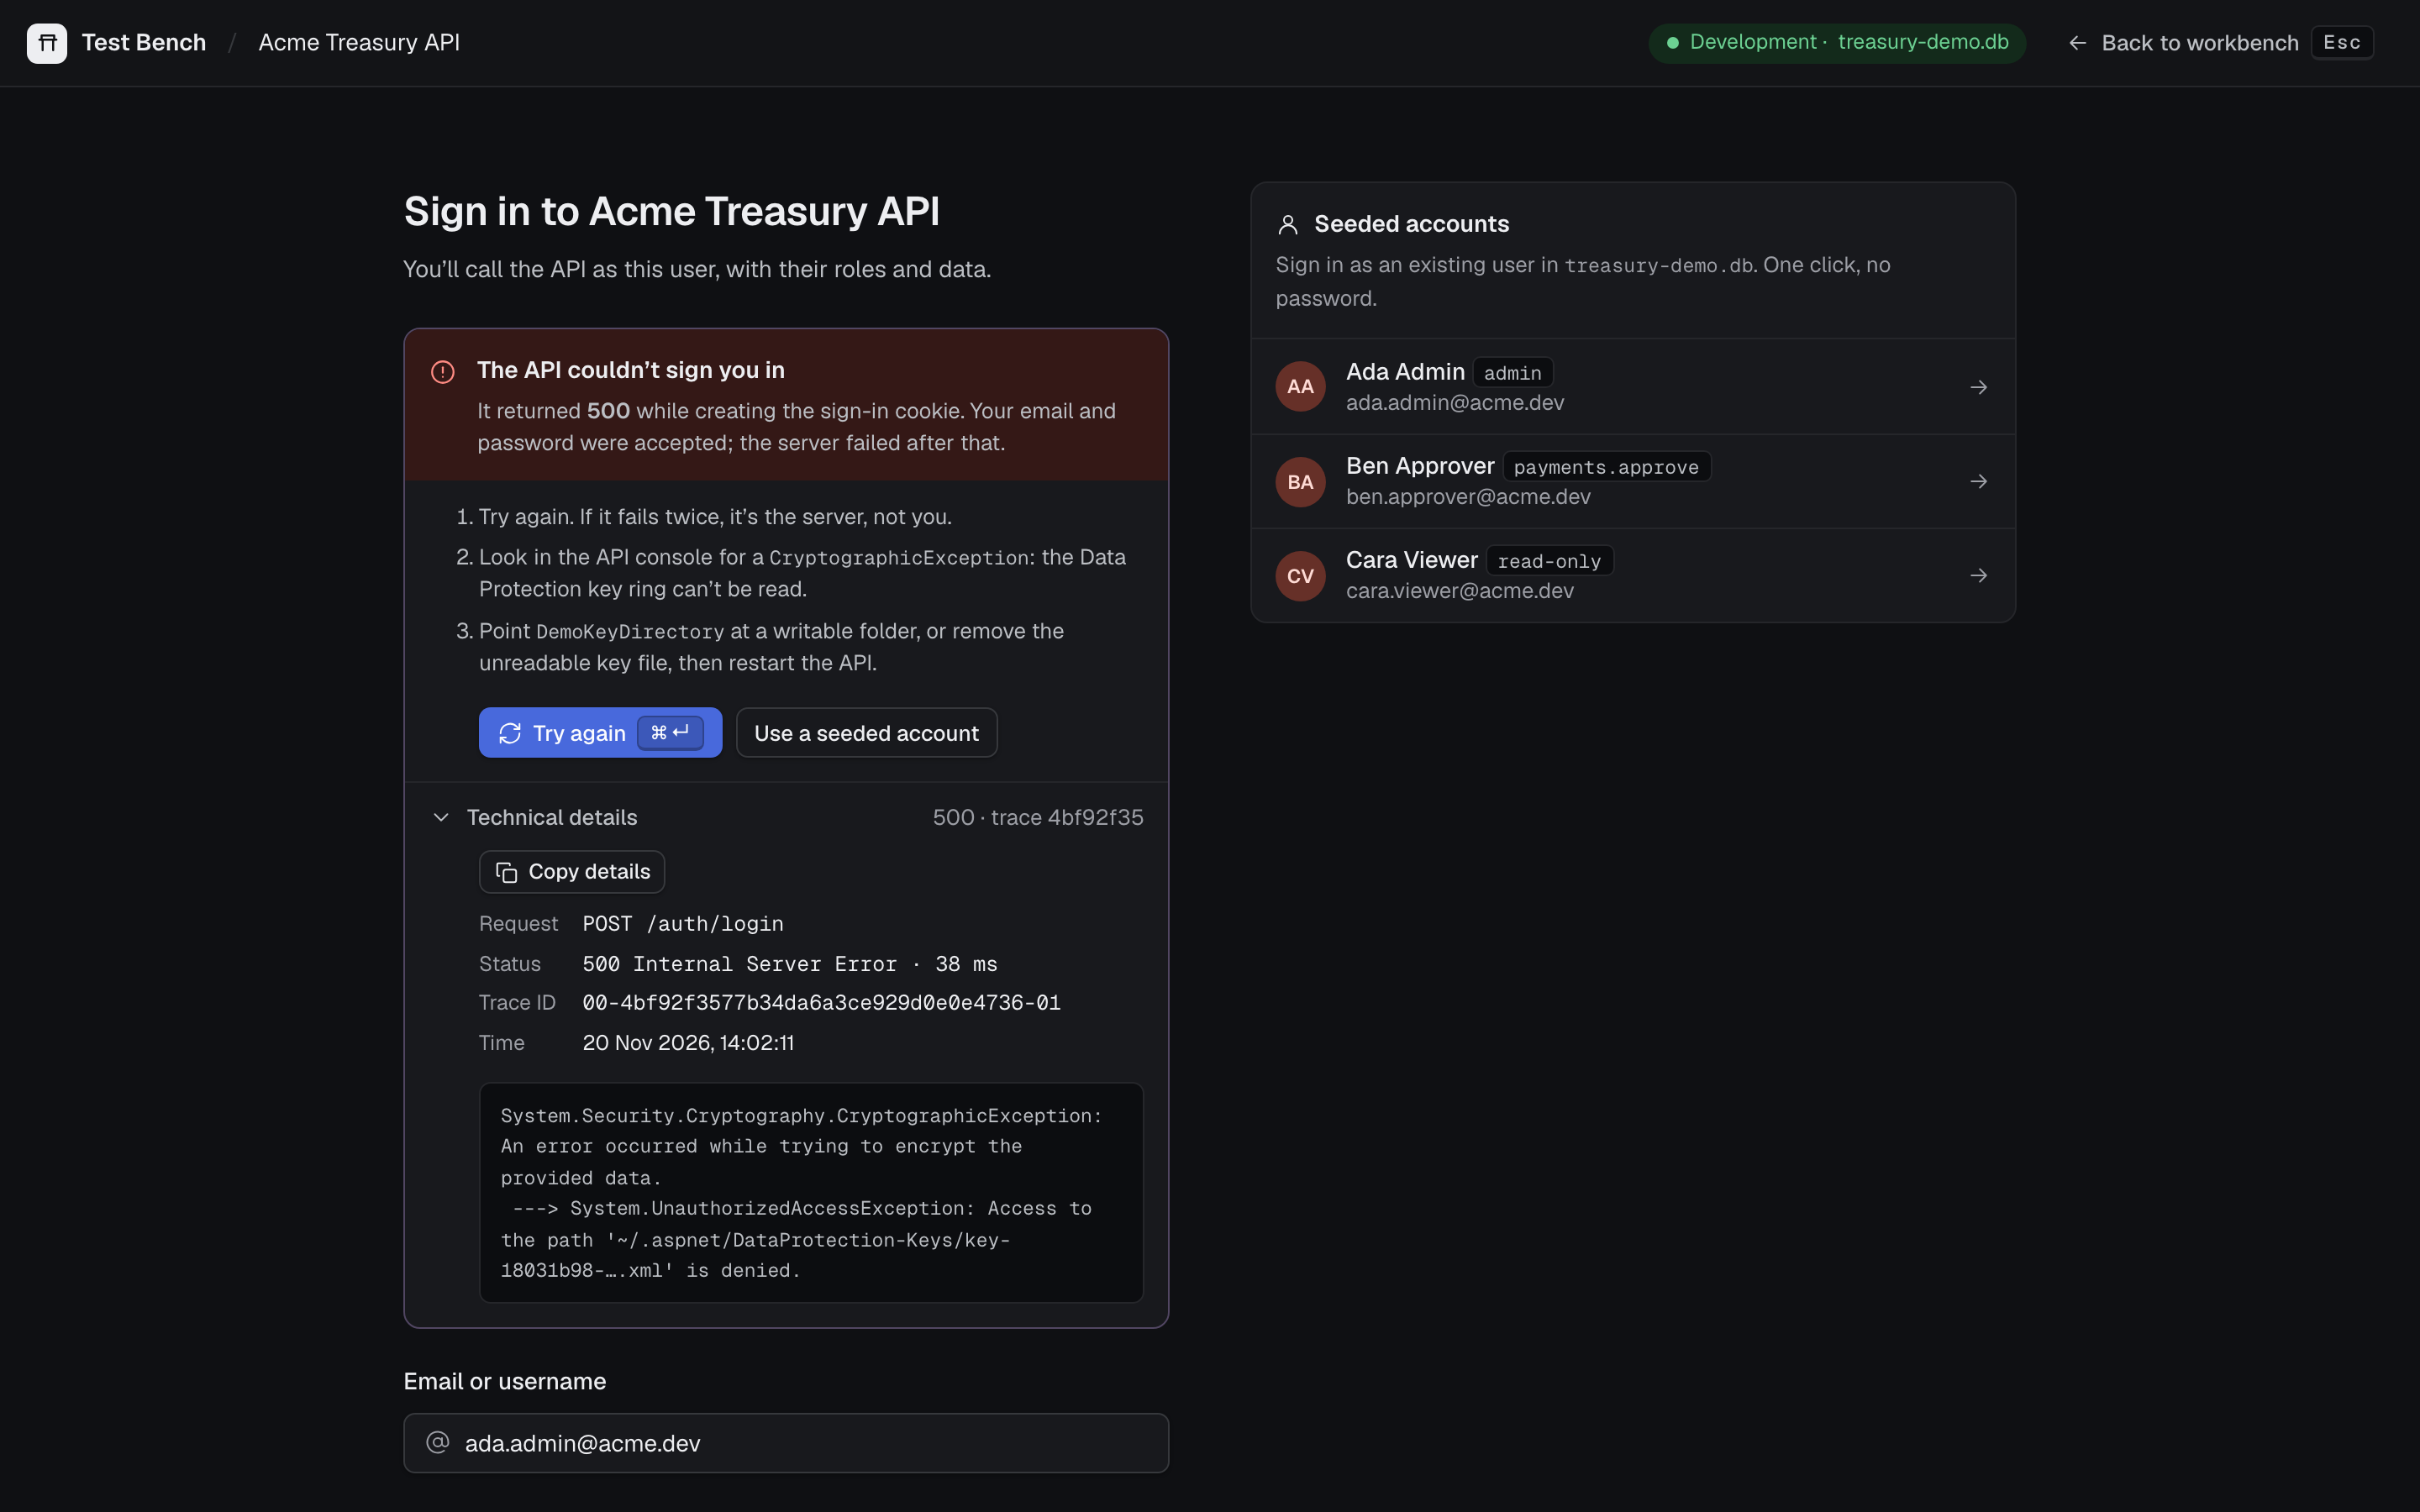 Test Bench / Acme Treasury API
Development · treasury-demo.db
← Back to workbench Esc
Sign in to Acme Treasury API
You’ll call the API as this user, with their roles and data.
The API couldn’t sign you in
It returned 500 while creating the sign-in cookie. Your email and
password were accepted; the server failed after that.
1. Try again. If it fails twice, it’s the server, not you.
2. Look in the API console for a CryptographicException: the Data
Protection key ring can’t be read.
3. Point DemoKeyDirectory at a writable folder, or remove the
unreadable key file, then restart the API.
Try again ⌘ ↵
Use a seeded account
Technical details
500 · trace 4bf92f35
Copy details
Request POST /auth/login
Status 500 Internal Server Error · 38 ms
Trace ID 00-4bf92f3577b34da6a3ce929d0e0e4736-01
Time 20 Nov 2026, 14:02:11
System.Security.Cryptography.CryptographicException:
An error occurred while trying to encrypt the
provided data.
---> System.UnauthorizedAccessException: Access to
the path '~/.aspnet/DataProtection-Keys/key-
18031b98-….xml' is denied.
Email or username
@ ada.admin@acme.dev
Seeded accounts
Sign in as an existing user in treasury-demo.db. One click, no
password.
AA Ada Admin admin
ada.admin@acme.dev
BA Ben Approver payments.approve
ben.approver@acme.dev
CV Cara Viewer read-only
cara.viewer@acme.dev